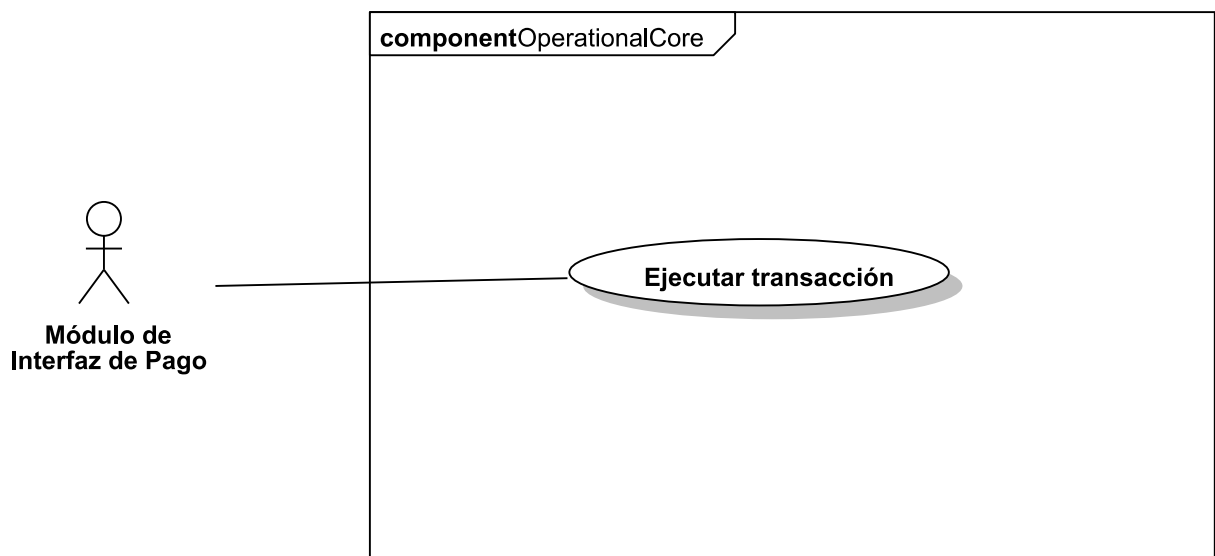 componentOperationalCore
Ejecutar transacción
Módulo de
Interfaz de Pago